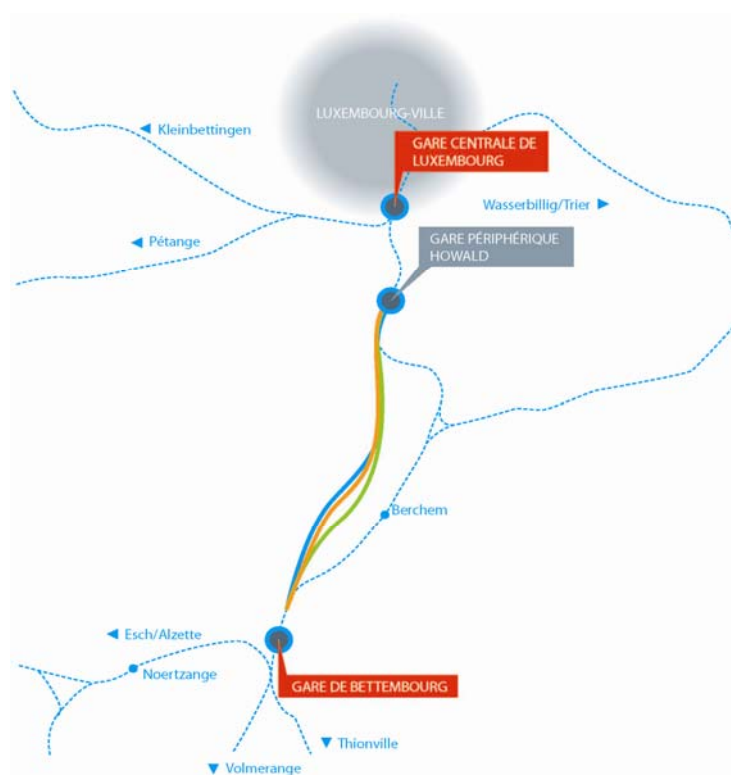 LUXEMBOURG-VILLE
◄ Kleinbettingen
GARE CENTRALE DE
LUXEMBOURG
Wasserbillig/Trier ►
◄ Pétange
GARE PÉRIPHÉRIQUE
HOWALD
Berchem
◄ Esch/Alzette
Noertzange
GARE DE BETTEMBOURG
▼ Thionville
▼ Volmerange